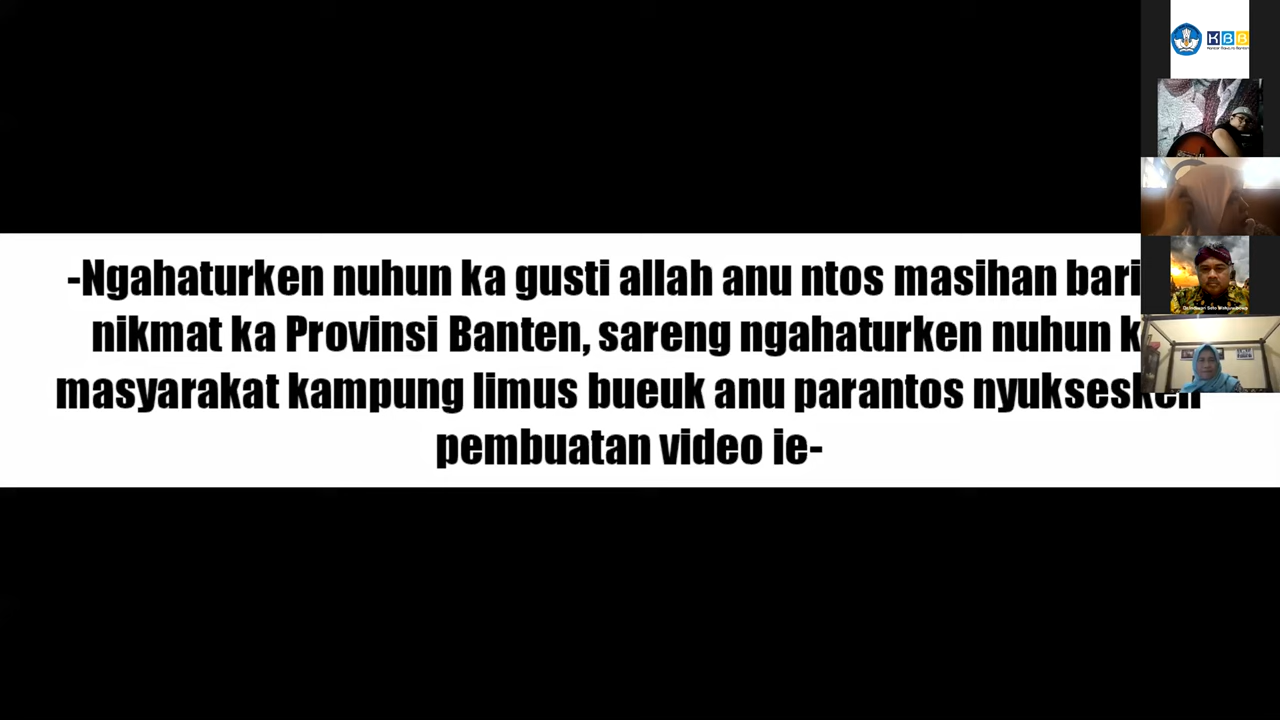 KBB
-Ngahaturken nuhun ka gusti allah anu ntos masihan
nikmat ka Provinsi Banten, sareng ngahaturken nuhun
masyarakat kampung limus bueuk anu parantos nyuksesken
pembuatan video ie-